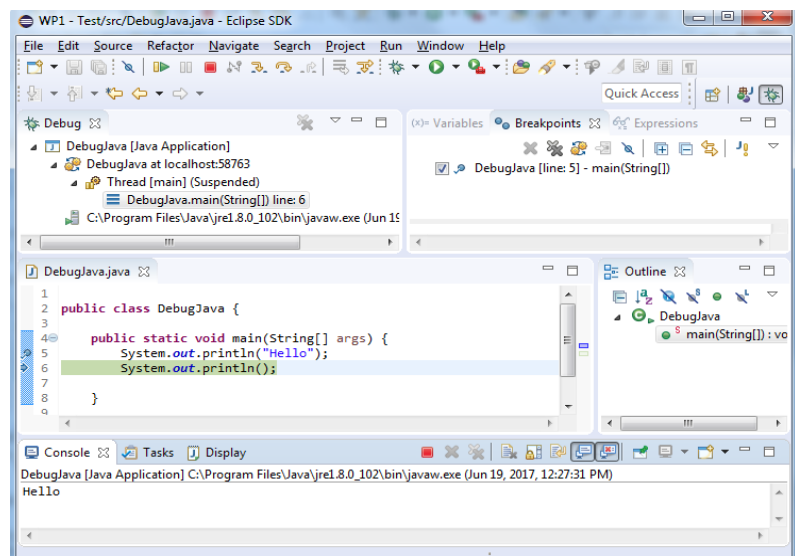 WP1 - Test/src/DebugJava.java - Eclipse SDK
File Edit Source Refactor Navigate Search Project Run Window Help
Quick Access
Debug
(x)= Variables Breakpoints Expressions
DebugJava [Java Application]
DebugJava at localhost:58763
Thread [main] (Suspended)
DebugJava.main(String[]) line: 6
C:\Program Files\Java\jre1.8.0_102\bin\javaw.exe (Jun 19
DebugJava [line: 5] - main(String[])
DebugJava.java
1
2 public class DebugJava {
3
4 public static void main(String[] args) {
5 System.out.println("Hello");
6 System.out.println();
7
8 }
9
Outline
DebugJava
main(String[]) : vo
Console Tasks Display
DebugJava [Java Application] C:\Program Files\Java\jre1.8.0_102\bin\javaw.exe (Jun 19, 2017, 12:27:31 PM)
Hello